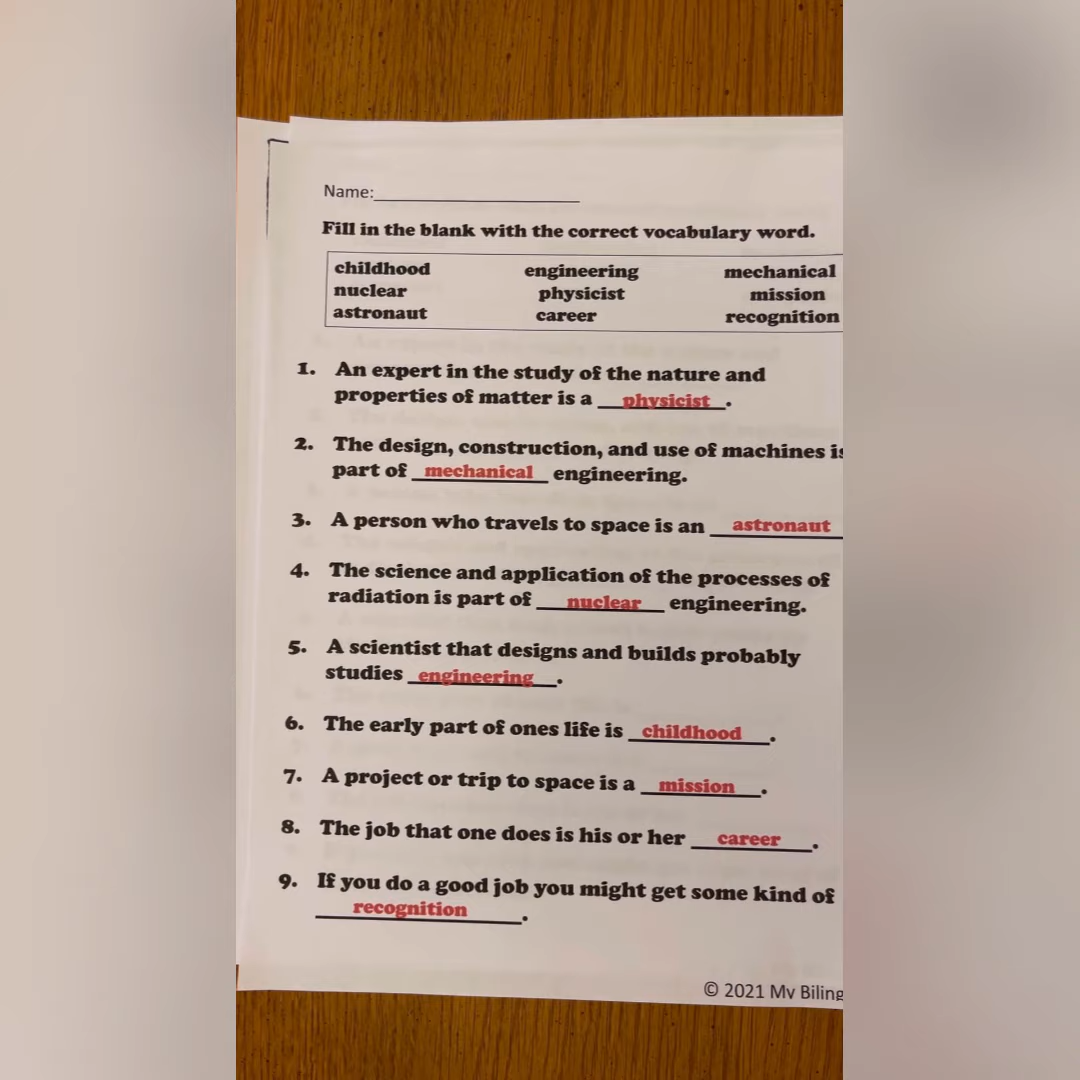 Name:
Fill in the blank with the correct vocabulary word.
childhood engineering mechanical
nuclear physicist mission
astronaut career recognition
1. An expert in the study of the nature and
properties of matter is a physicist.
2. The design, construction, and use of machines is
part of mechanical engineering.
3. A person who travels to space is an astronaut
4. The science and application of the processes of
radiation is part of nuclear engineering.
5. A scientist that designs and builds probably
studies engineering.
6. The early part of ones life is childhood.
7. A project or trip to space is a mission.
8. The job that one does is his or her career.
9. If you do a good job you might get some kind of
recognition.
© 2021 My Biling